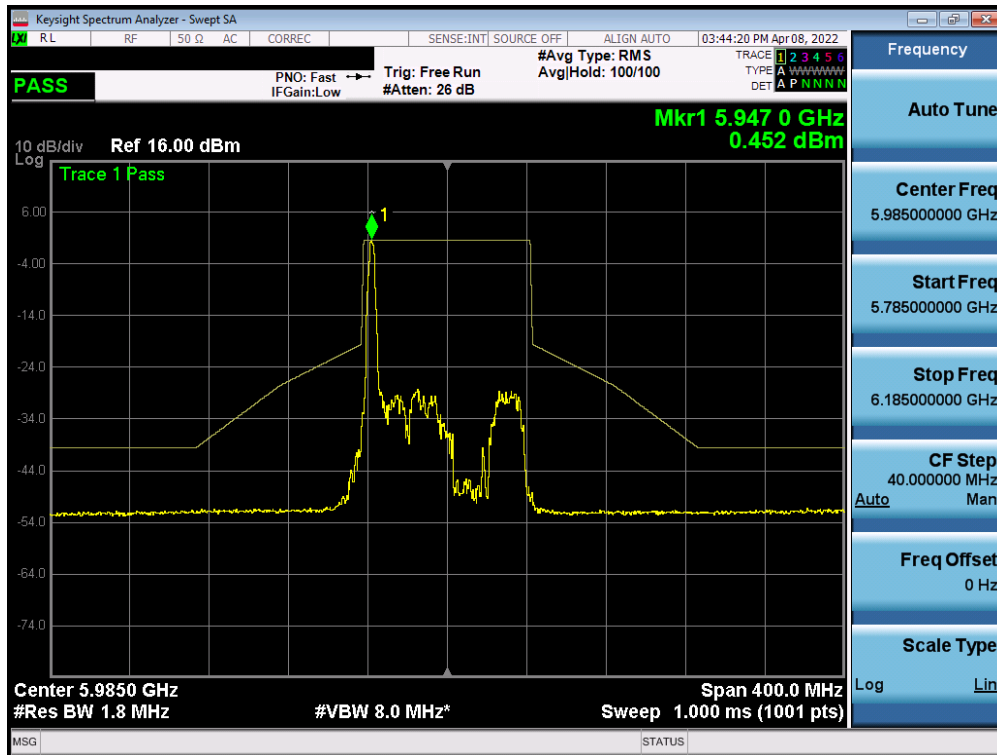 Keysight Spectrum Analyzer - Swept SA
LXI RL RF 50 Ω AC CORREC SENSE:INT SOURCE OFF ALIGN AUTO 03:44:20 PM Apr 08, 2022
PASS
PNO: Fast
IFGain:Low
Trig: Free Run
#Atten: 26 dB
#Avg Type: RMS
Avg|Hold: 100/100
TRACE 1 2 3 4 5 6
TYPE A WWWWW
DET A P N N N N
Mkr1 5.947 0 GHz
0.452 dBm
10 dB/div Ref 16.00 dBm
Log
Trace 1 Pass
1
6.00
-4.00
-14.0
-24.0
-34.0
-44.0
-54.0
-64.0
-74.0
Center 5.9850 GHz Span 400.0 MHz
#Res BW 1.8 MHz #VBW 8.0 MHz* Sweep 1.000 ms (1001 pts)
MSG STATUS
Frequency
Auto Tune
Center Freq
5.985000000 GHz
Start Freq
5.785000000 GHz
Stop Freq
6.185000000 GHz
CF Step
40.000000 MHz
Auto Man
Freq Offset
0 Hz
Scale Type
Log Lin